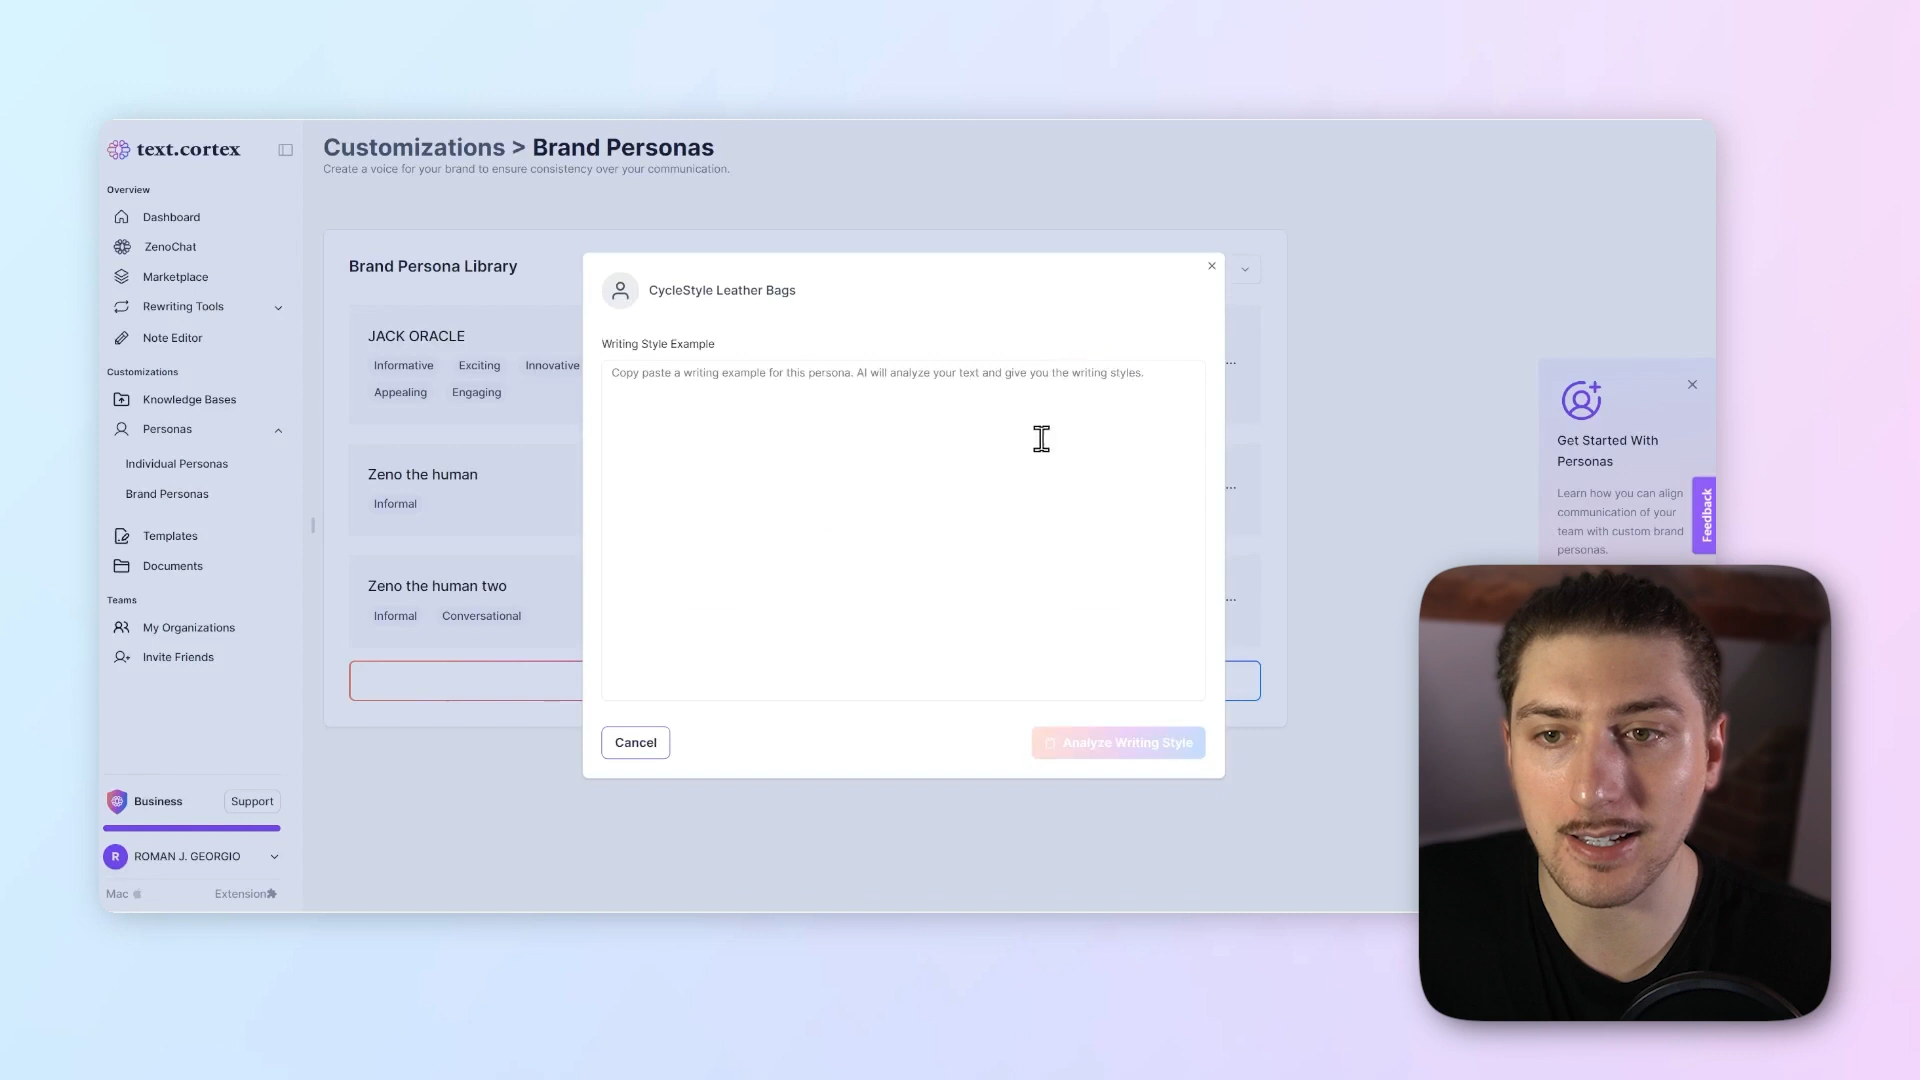 text.cortex
Overview
Dashboard
ZenoChat
Marketplace
Rewriting Tools
Note Editor
Customizations
Knowledge Bases
Personas
Individual Personas
Brand Personas
Templates
Documents
Teams
My Organizations
Invite Friends
Business
Support
R
ROMAN J. GEORGIO
Mac
Extension
Customizations > Brand Personas
Create a voice for your brand to ensure consistency over your communication.
Brand Persona Library
JACK ORACLE
Informative Exciting Innovative
Appealing Engaging
Zeno the human
Informal
Zeno the human two
Informal Conversational
CycleStyle Leather Bags
Writing Style Example
Copy paste a writing example for this persona. AI will analyze your text and give you the writing styles.
Cancel
Analyze Writing Style
Get Started With
Personas
Learn how you can align
communication of your
team with custom brand
personas.
Feedback